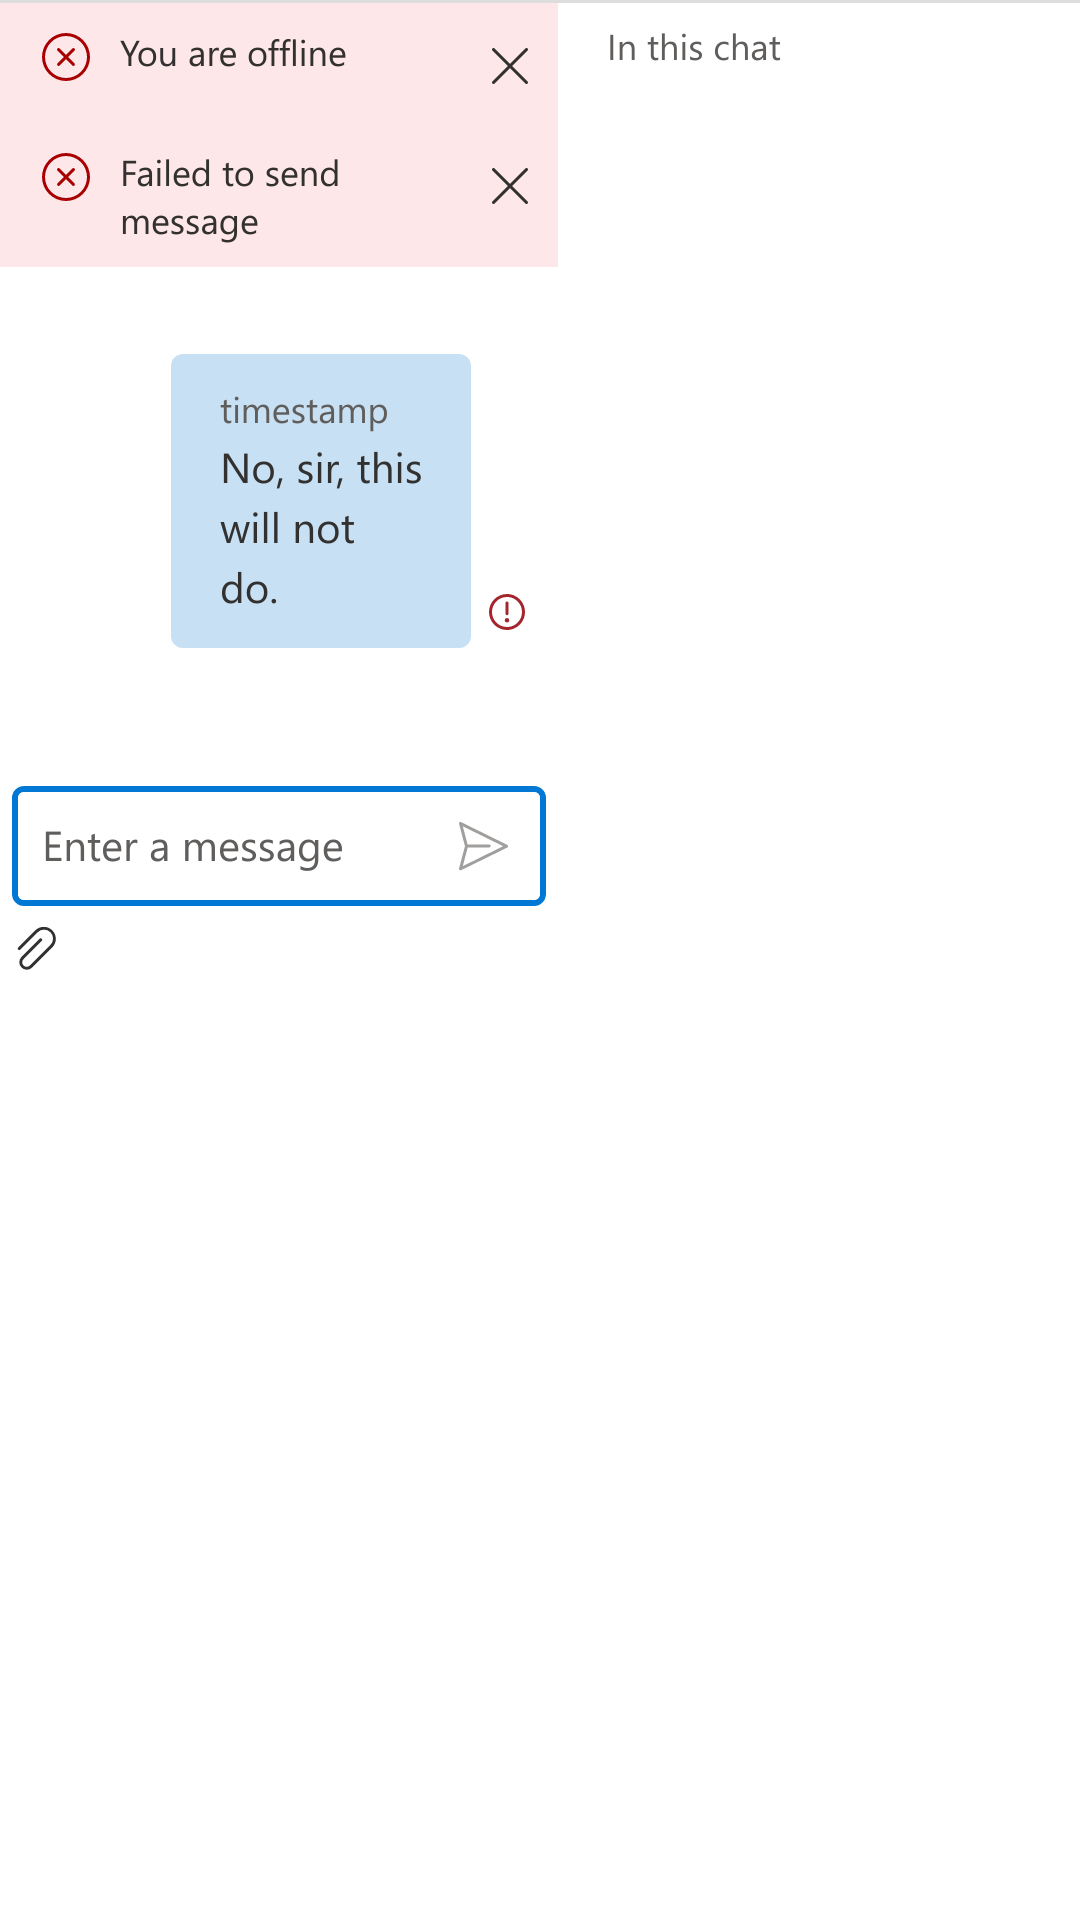 You are offline
Failed to send
message
In this chat
timestamp
No, sir, this
will not
do.
Enter a message